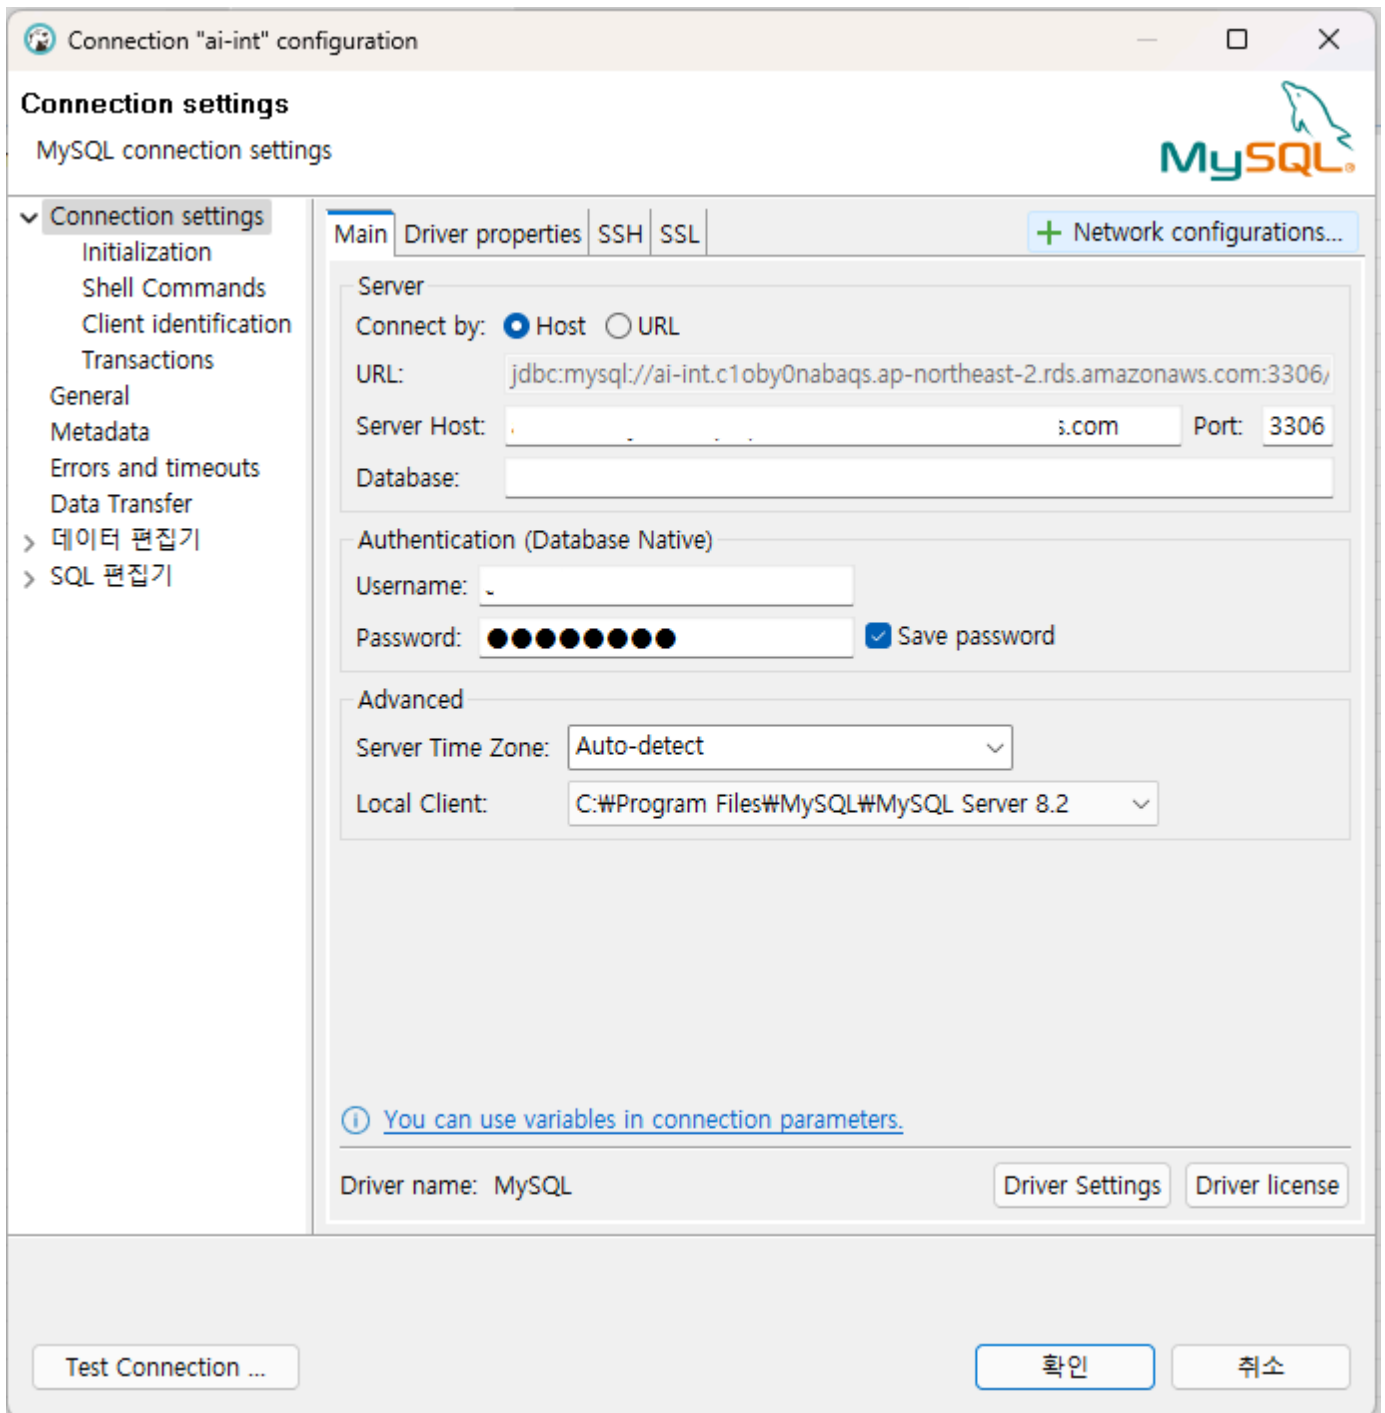 Connection "ai-int" configuration
Connection settings
MySQL connection settings
MySQL®
Connection settings
Initialization
Shell Commands
Client identification
Transactions
General
Metadata
Errors and timeouts
Data Transfer
데이터 편집기
SQL 편집기
Main Driver properties SSH SSL Network configurations...
Server
Connect by: Host URL
URL: jdbc:mysql://ai-int.c1oby0nabaqs.ap-northeast-2.rds.amazonaws.com:3306/
Server Host: s.com Port: 3306
Database:
Authentication (Database Native)
Username:
Password: ●●●●●●●● Save password
Advanced
Server Time Zone: Auto-detect
Local Client: C:₩Program Files₩MySQL₩MySQL Server 8.2
You can use variables in connection parameters.
Driver name: MySQL Driver Settings Driver license
Test Connection ... 확인 취소